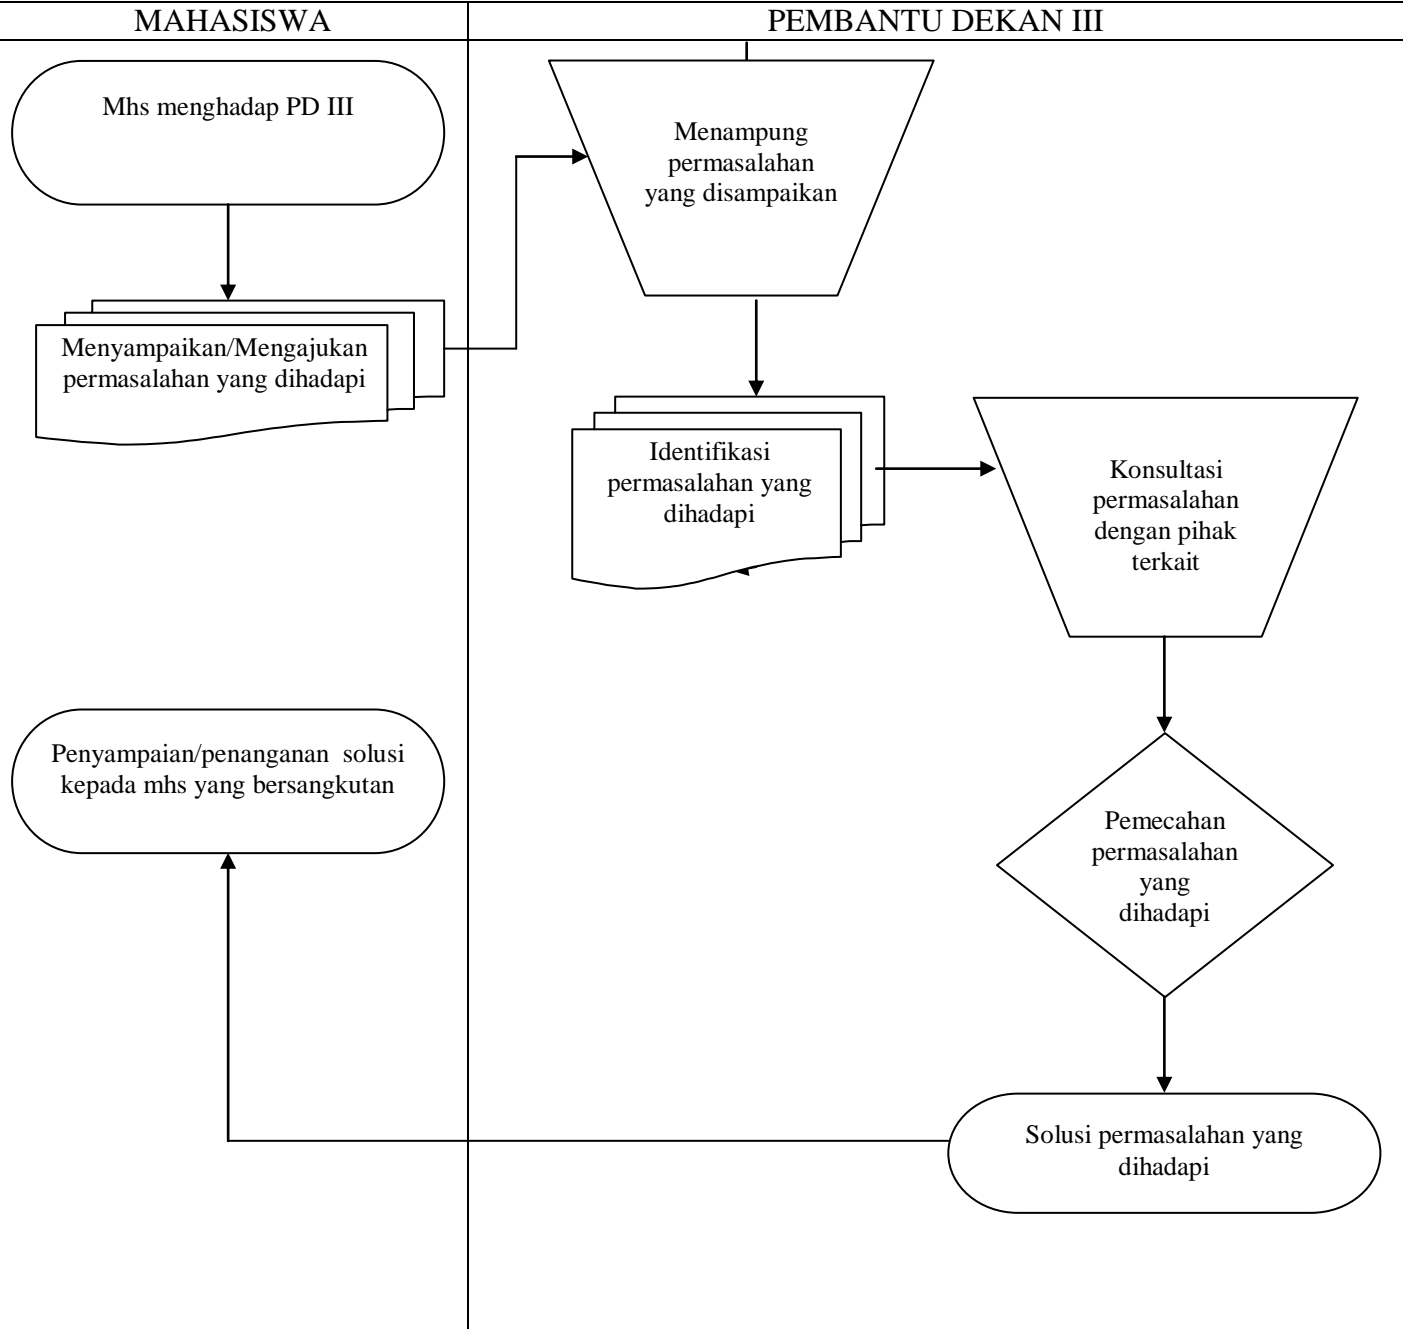 MAHASISWA
PEMBANTU DEKAN III
Mhs menghadap PD III
Menyampaikan/Mengajukan
permasalahan yang dihadapi
Menampung
permasalahan
yang disampaikan
Identifikasi
permasalahan yang
dihadapi
Konsultasi
permasalahan
dengan pihak
terkait
Pemecahan
permasalahan
yang
dihadapi
Solusi permasalahan yang
dihadapi
Penyampaian/penanganan  solusi
kepada mhs yang bersangkutan